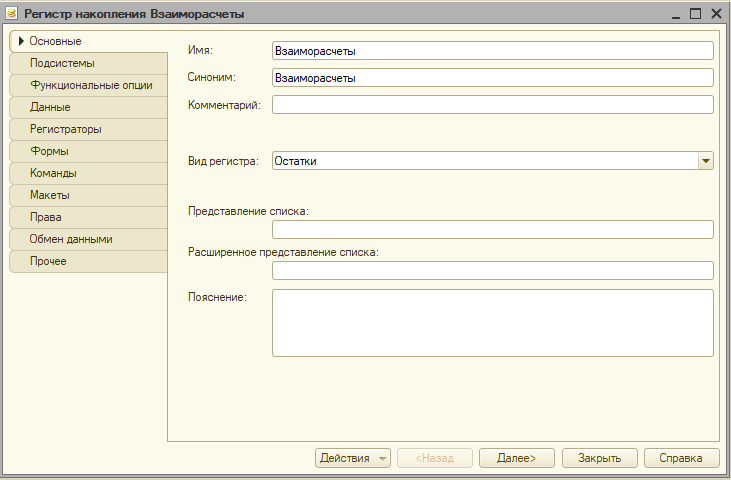 Регистр накопления Взаиморасчеты
Основные
Подсистемы
Функциональные опции
Данные
Регистраторы
Формы
Команды
Макеты
Права
Обмен данными
Прочее
Имя: Взаиморасчеты
Синоним: Взаиморасчеты
Комментарий:
Вид регистра: Остатки
Представление списка:
Расширенное представление списка:
Пояснение:
Действия <Назад Далее> Закрыть Справка